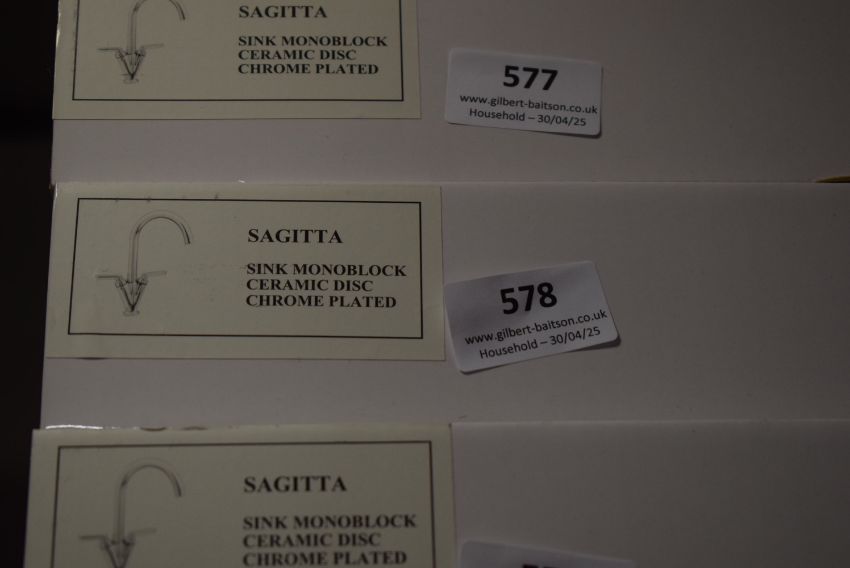 SAGITTA
SINK MONOBLOCK
CERAMIC DISC
CHROME PLATED
577
www.gilbert-baitson.co.uk
Household – 30/04/25
SAGITTA
SINK MONOBLOCK
CERAMIC DISC
CHROME PLATED
578
www.gilbert-baitson.co.uk
Household – 30/04/25
SAGITTA
SINK MONOBLOCK
CERAMIC DISC
CHROME PLATED